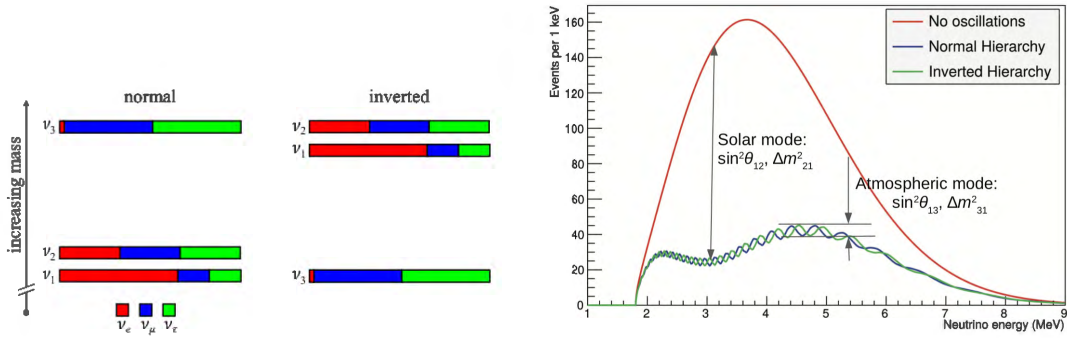 normal
inverted
increasing mass
ν3
ν2
ν1
ν2
ν1
ν3
νe νμ ντ
Events per 1 keV
160
140
120
100
80
60
40
20
0
1 2 3 4 5 6 7 8 9
Neutrino energy (MeV)
No oscillations
Normal Hierarchy
Inverted Hierarchy
Solar mode:
sin²θ₁₂, Δm²₂₁
Atmospheric mode:
sin²θ₁₃, Δm²₃₁